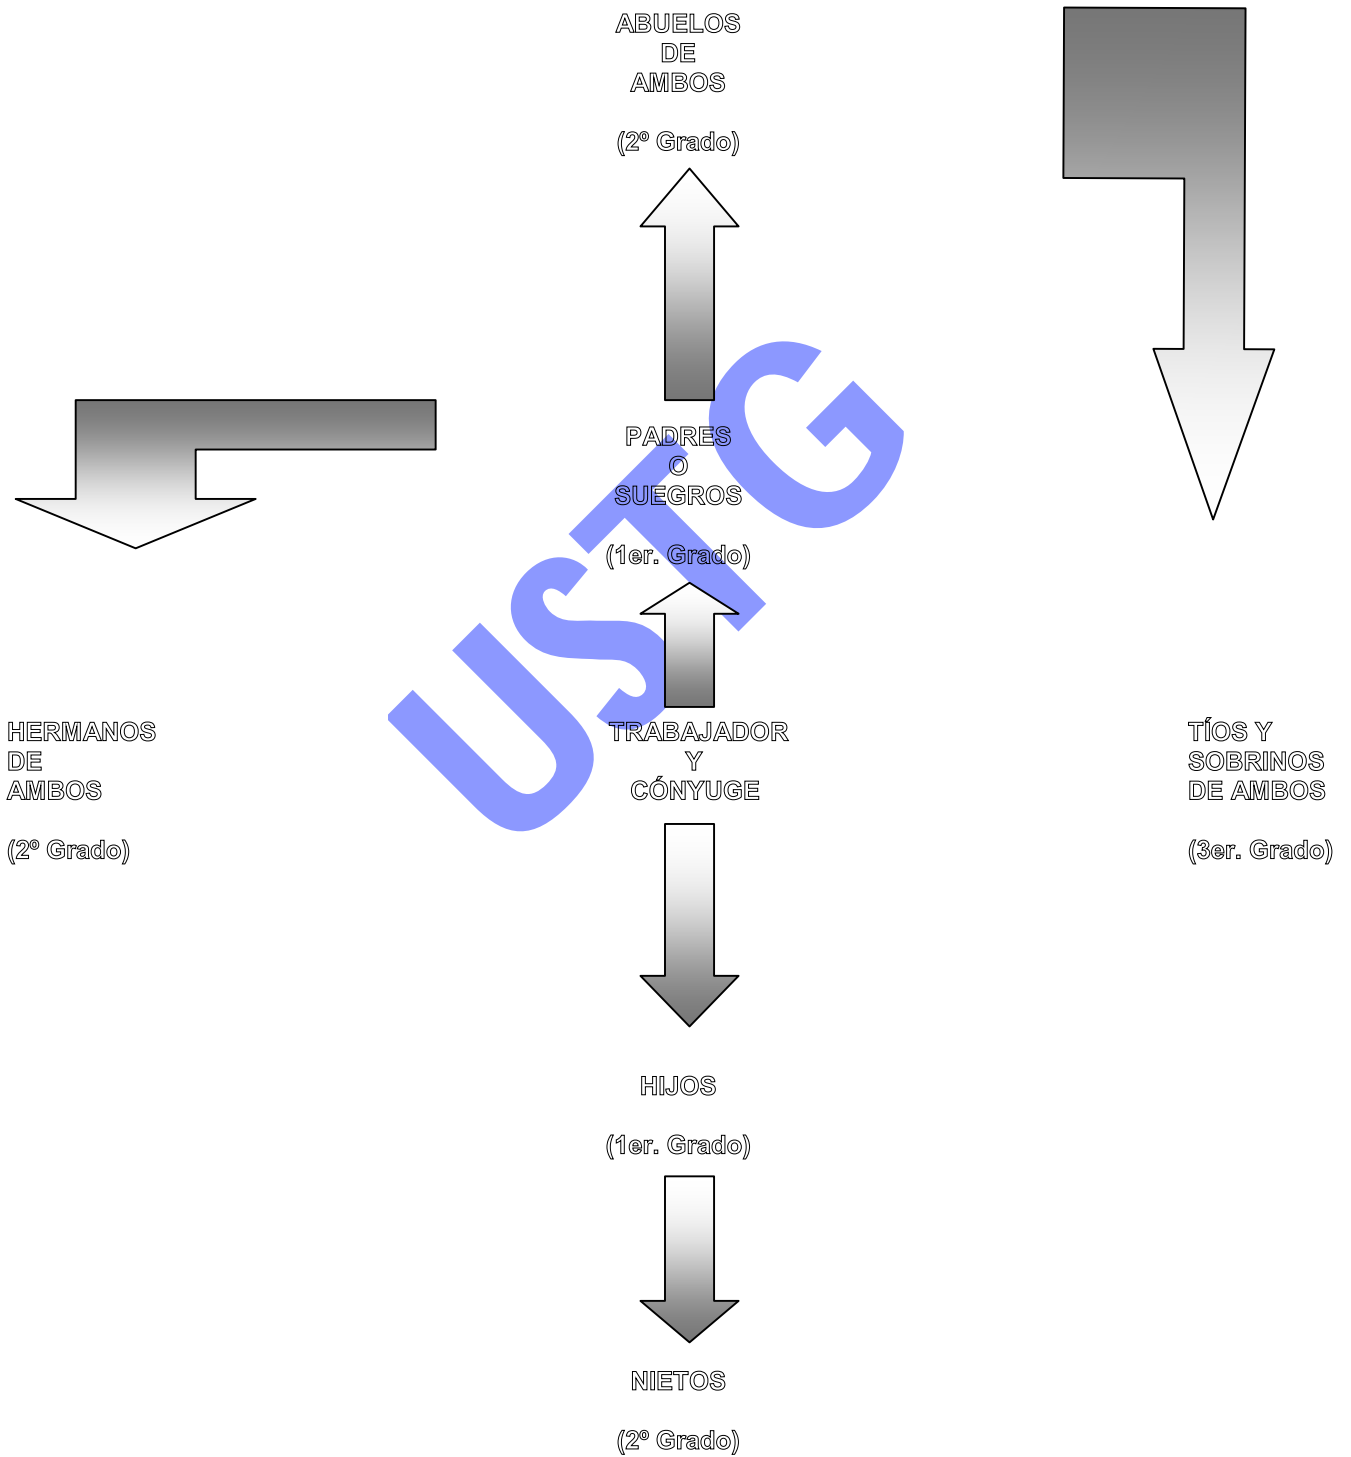 ABUELOS
DE
AMBOS
(2º Grado)
PADRES
O
SUEGROS
(1er. Grado)
USTG
HERMANOS
DE
AMBOS
(2º Grado)
TRABAJADOR
Y
CÓNYUGE
TÍOS Y
SOBRINOS
DE AMBOS
(3er. Grado)
HIJOS
(1er. Grado)
NIETOS
(2º Grado)